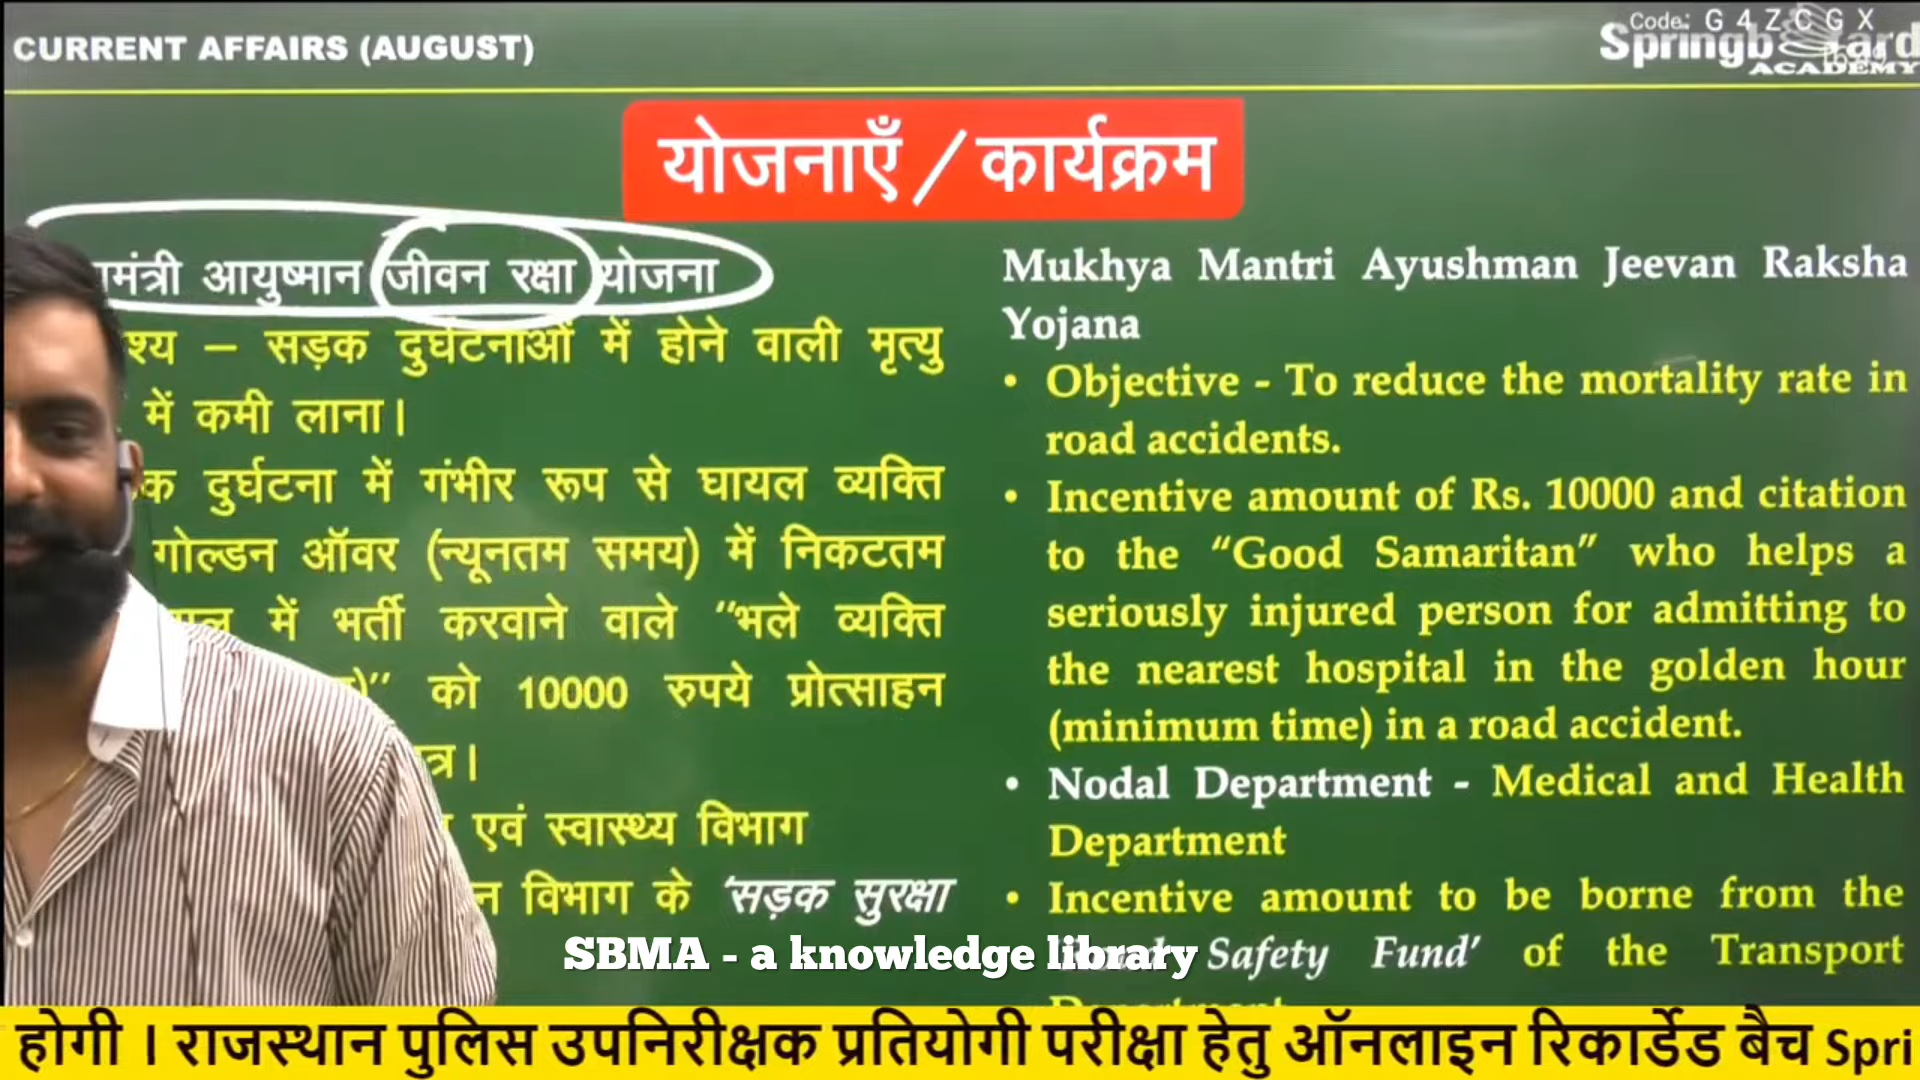 CURRENT AFFAIRS (AUGUST)
Code: G 4 Z C G X
Springboard
ACADEMY
योजनाएँ / कार्यक्रम
आयुष्मान जीवन रक्षा योजना
– सड़क दुर्घटनाओं में होने वाली मृत्यु
में कमी लाना।
दुर्घटना में गंभीर रूप से घायल व्यक्ति
गोल्डन ऑवर (न्यूनतम समय) में निकटतम
में भर्ती करवाने वाले "भले व्यक्ति
को 10000 रुपये प्रोत्साहन
एवं स्वास्थ्य विभाग
विभाग के 'सड़क सुरक्षा
Mukhya Mantri Ayushman Jeevan Raksha
Yojana
• Objective - To reduce the mortality rate in
road accidents.
• Incentive amount of Rs. 10000 and citation
to the “Good Samaritan” who helps a
seriously injured person for admitting to
the nearest hospital in the golden hour
(minimum time) in a road accident.
• Nodal Department - Medical and Health
Department
• Incentive amount to be borne from the
Safety Fund’ of the Transport
SBMA - a knowledge library
होगी । राजस्थान पुलिस उपनिरीक्षक प्रतियोगी परीक्षा हेतु ऑनलाइन रिकार्डेड बैच Spri